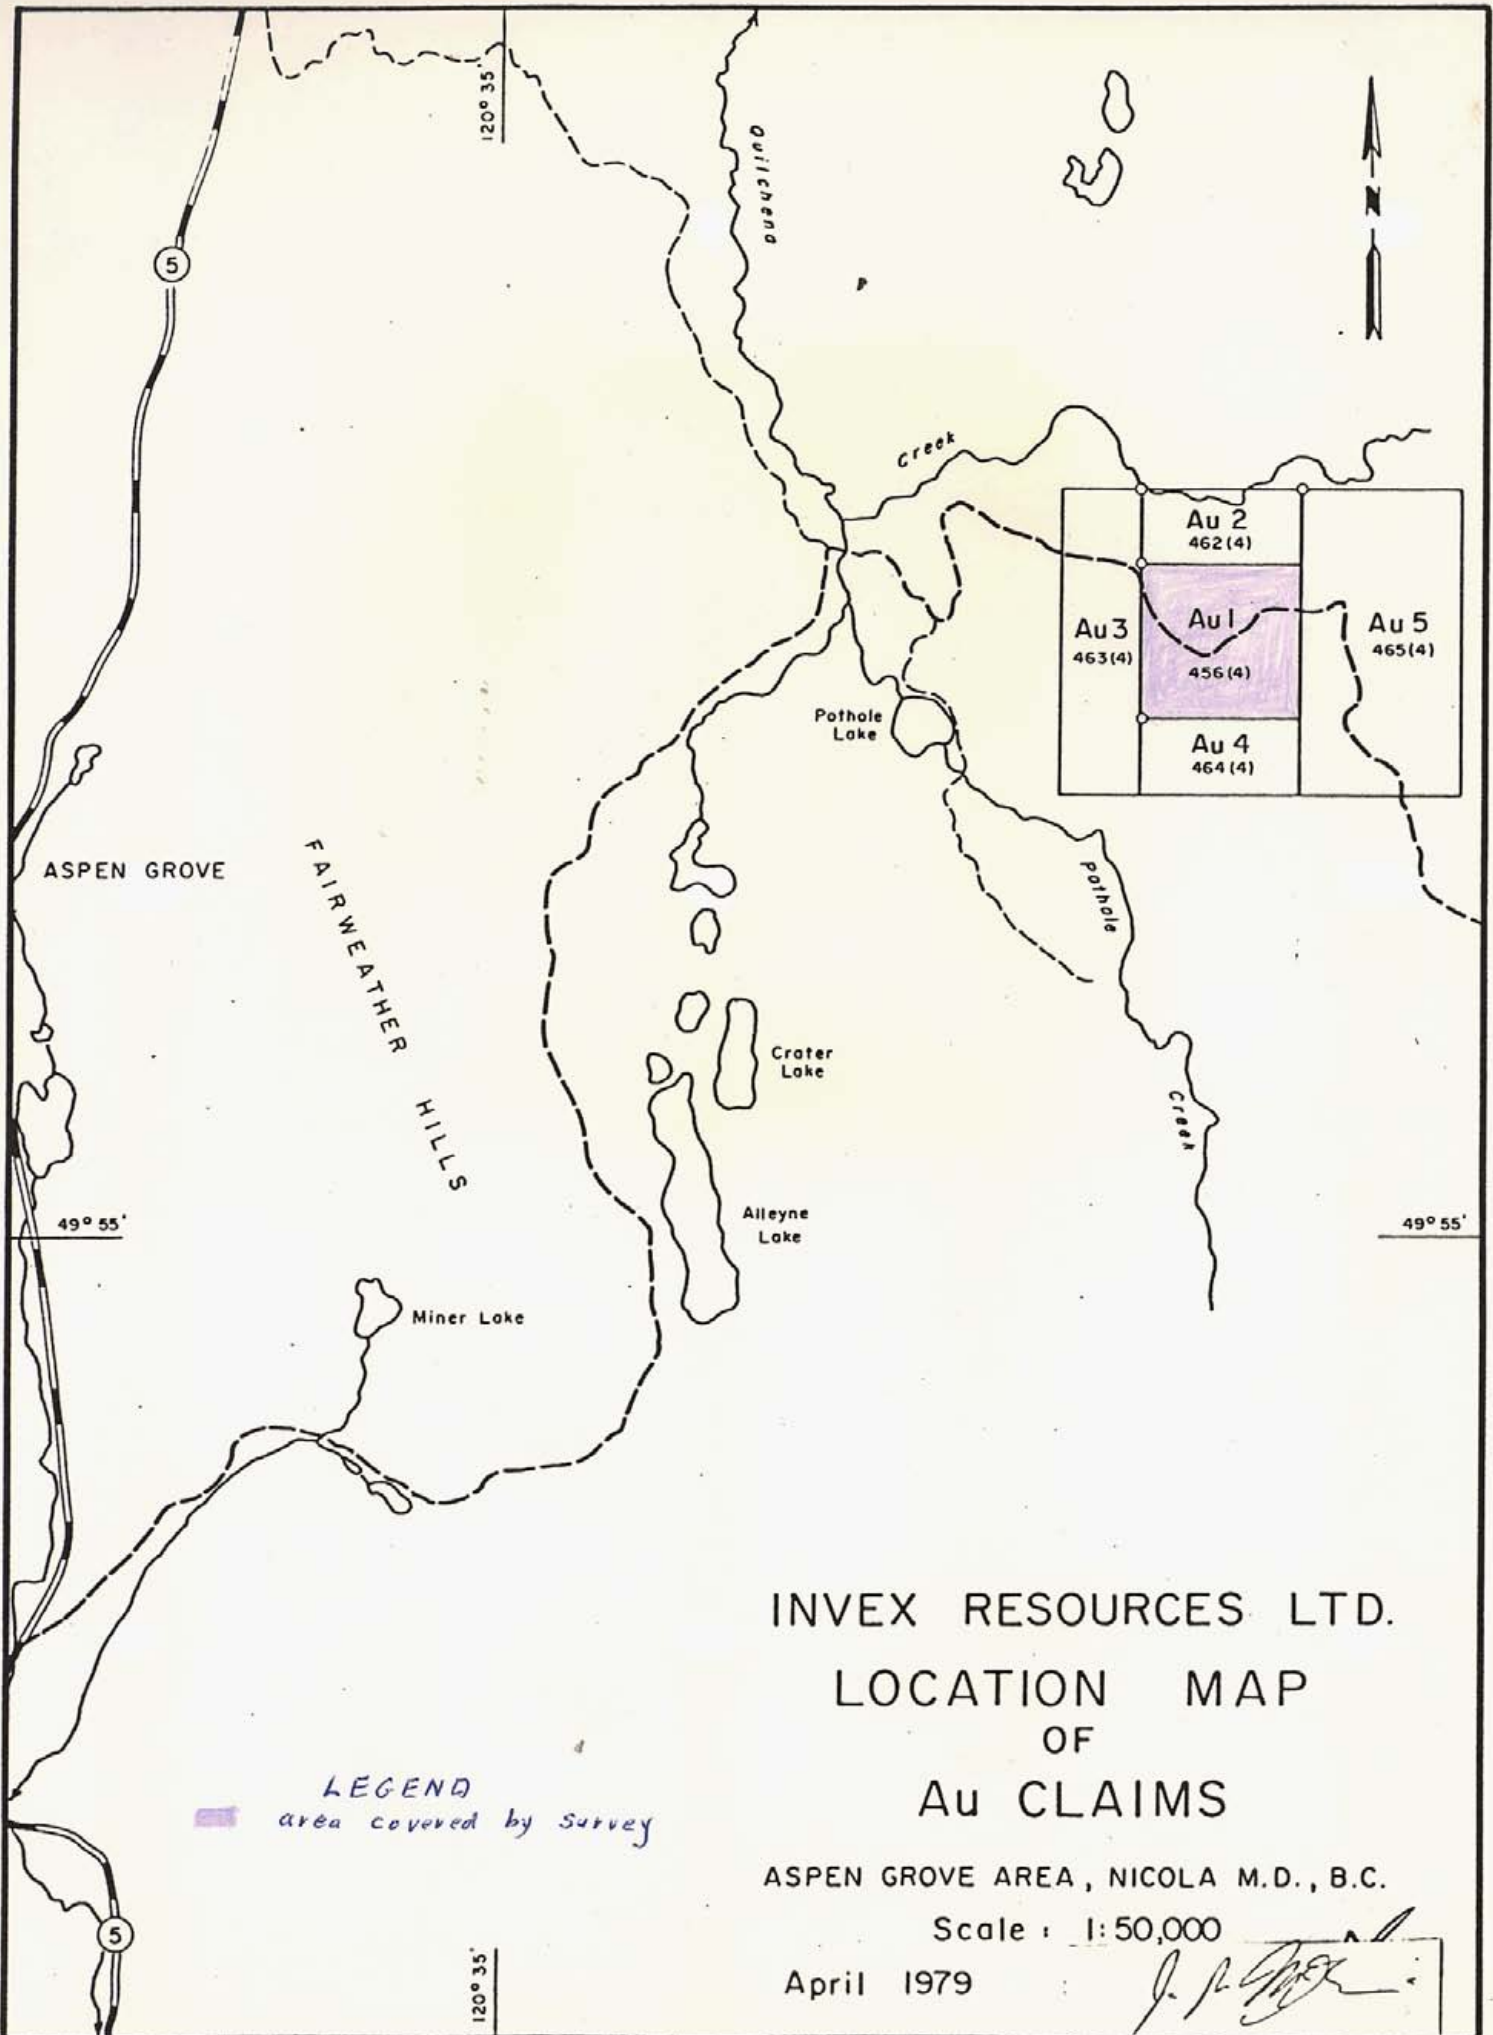 120° 35'
Quilchena
5
N
Creek
Au 2
462(4)
Au 3
463(4)
Au 1
456(4)
Au 5
465(4)
Au 4
464(4)
Pothole
Lake
ASPEN GROVE
FAIRWEATHER HILLS
Pothole
Creek
Crater
Lake
Alleyne
Lake
49° 55'
49° 55'
Miner Lake
INVEX RESOURCES LTD.
LOCATION MAP
OF
Au CLAIMS
LEGEND
area covered by survey
ASPEN GROVE AREA, NICOLA M.D., B.C.
Scale : 1:50,000
5
April 1979
120° 35'